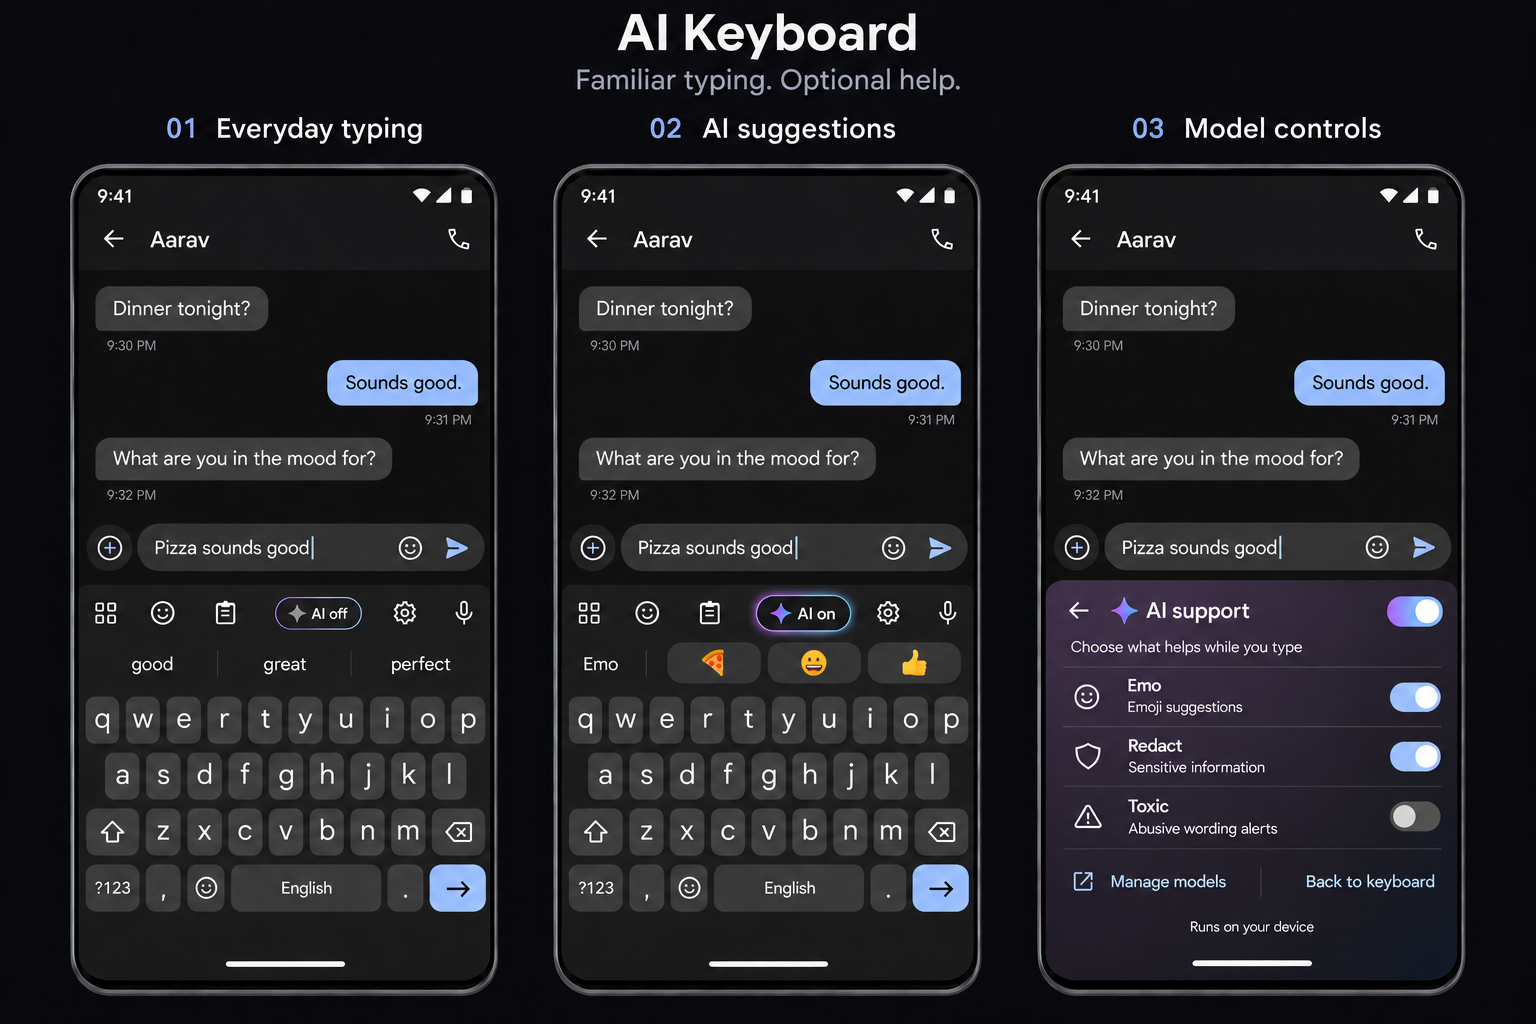 AI Keyboard
Familiar typing. Optional help.
01 Everyday typing
9:41
Aarav
Dinner tonight?
9:30 PM
Sounds good.
9:31 PM
What are you in the mood for?
9:32 PM
Pizza sounds good
AI off
good great perfect
q w e r t y u i o p
a s d f g h j k l
z x c v b n m
?123 , English .
02 AI suggestions
9:41
Aarav
Dinner tonight?
9:30 PM
Sounds good.
9:31 PM
What are you in the mood for?
9:32 PM
Pizza sounds good
AI on
Emo
q w e r t y u i o p
a s d f g h j k l
z x c v b n m
?123 , English .
03 Model controls
9:41
Aarav
Dinner tonight?
9:30 PM
Sounds good.
9:31 PM
What are you in the mood for?
9:32 PM
Pizza sounds good
AI support
Choose what helps while you type
Emo
Emoji suggestions
Redact
Sensitive information
Toxic
Abusive wording alerts
Manage models Back to keyboard
Runs on your device